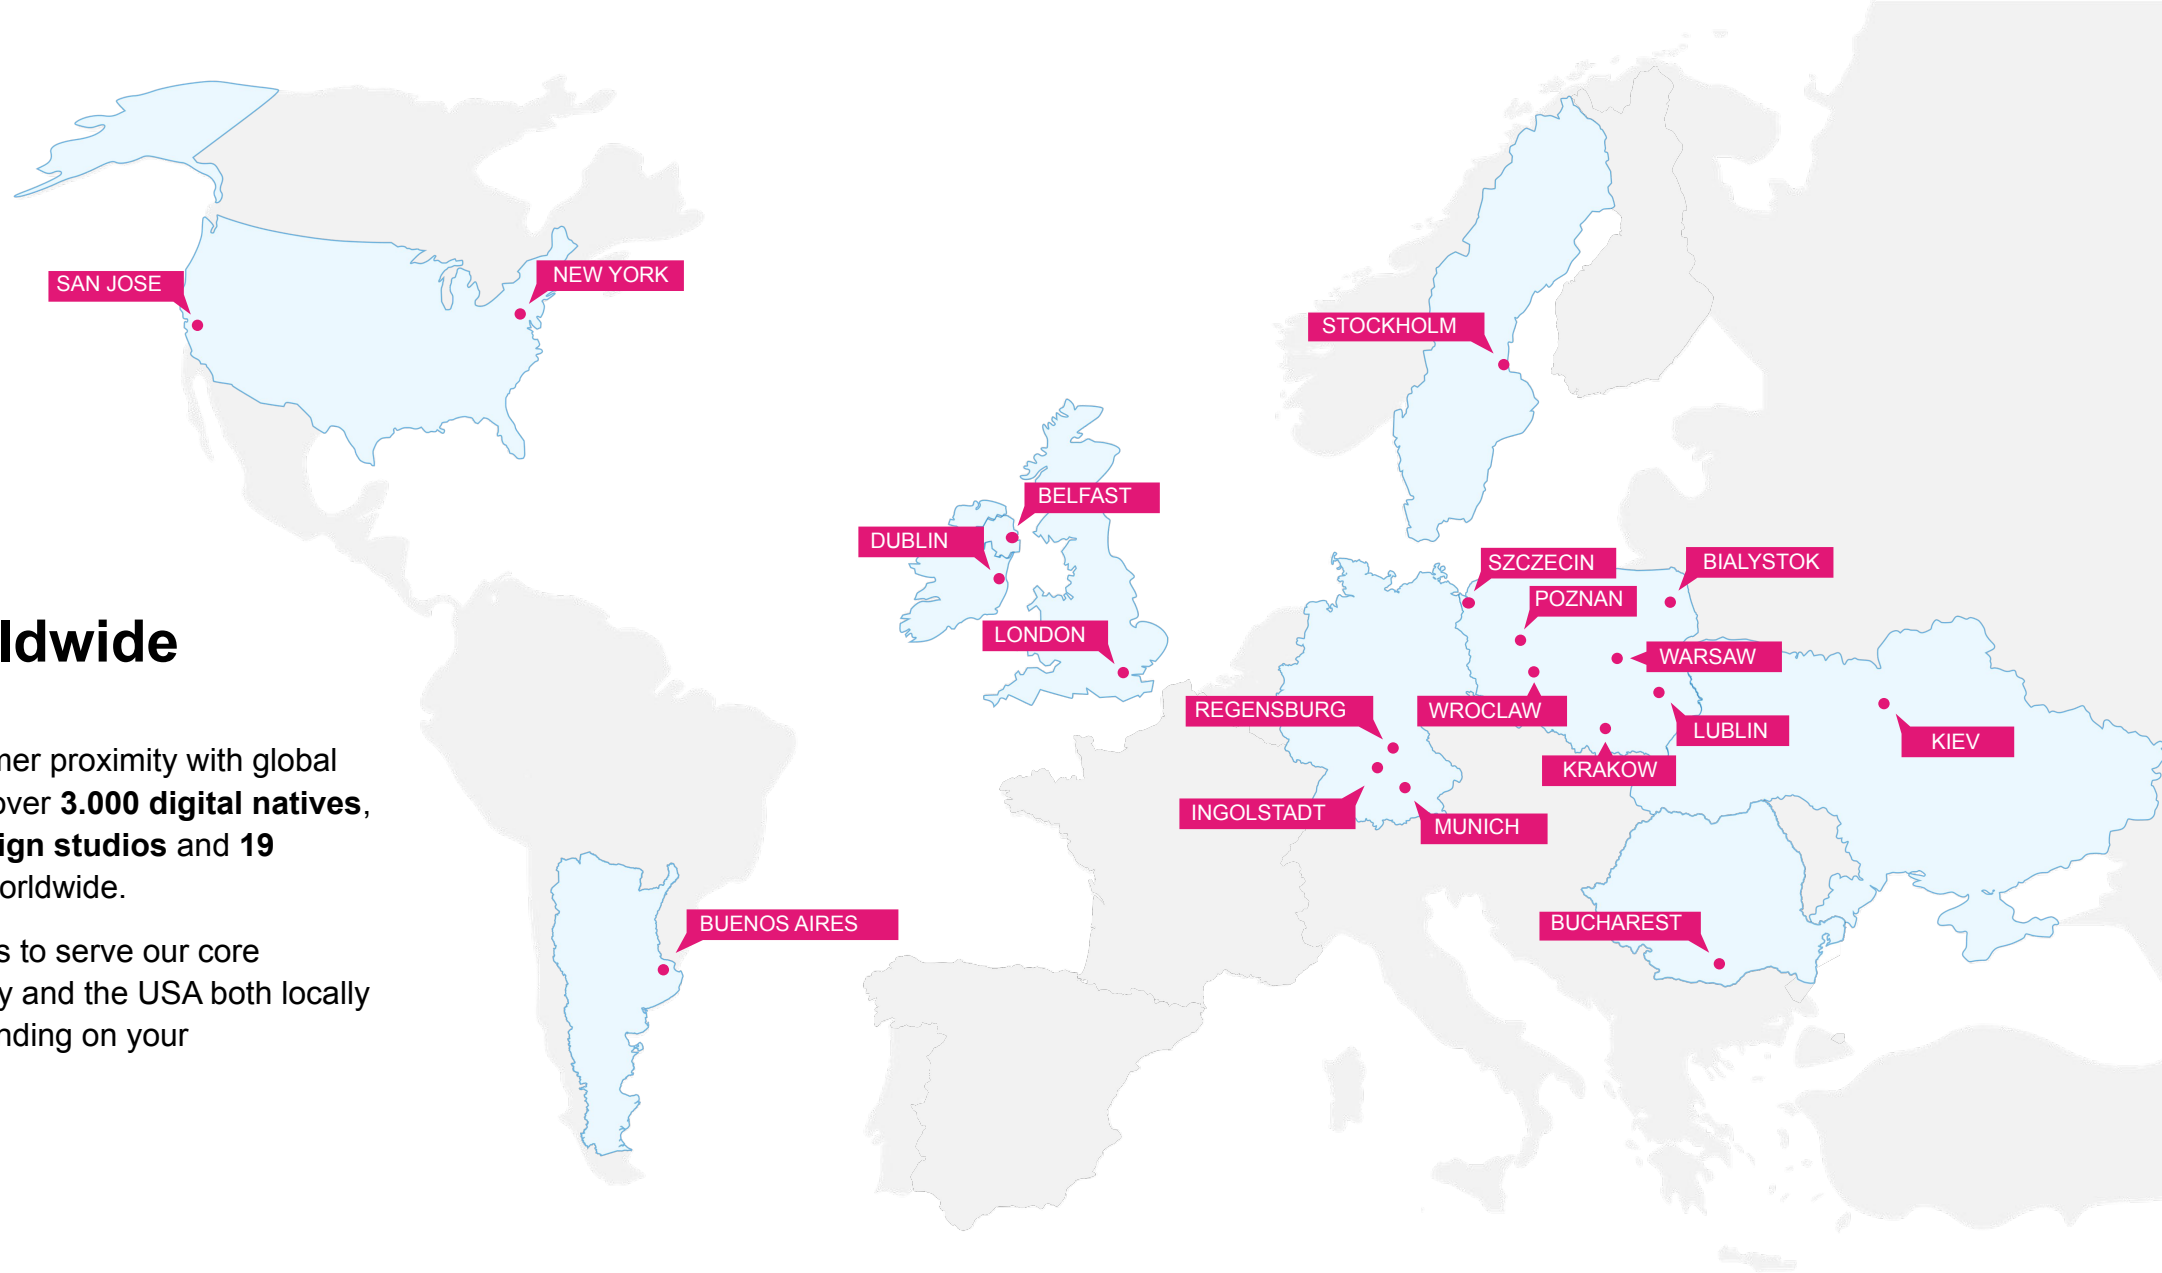 SAN JOSE
NEW YORK
STOCKHOLM
BELFAST
DUBLIN
LONDON
SZCZECIN
BIALYSTOK
POZNAN
WARSAW
REGENSBURG
WROCLAW
LUBLIN
KIEV
KRAKOW
INGOLSTADT
MUNICH
BUENOS AIRES
BUCHAREST
ldwide
ner proximity with global
over 3.000 digital natives,
ign studios and 19
orldwide.
s to serve our core
y and the USA both locally
nding on your